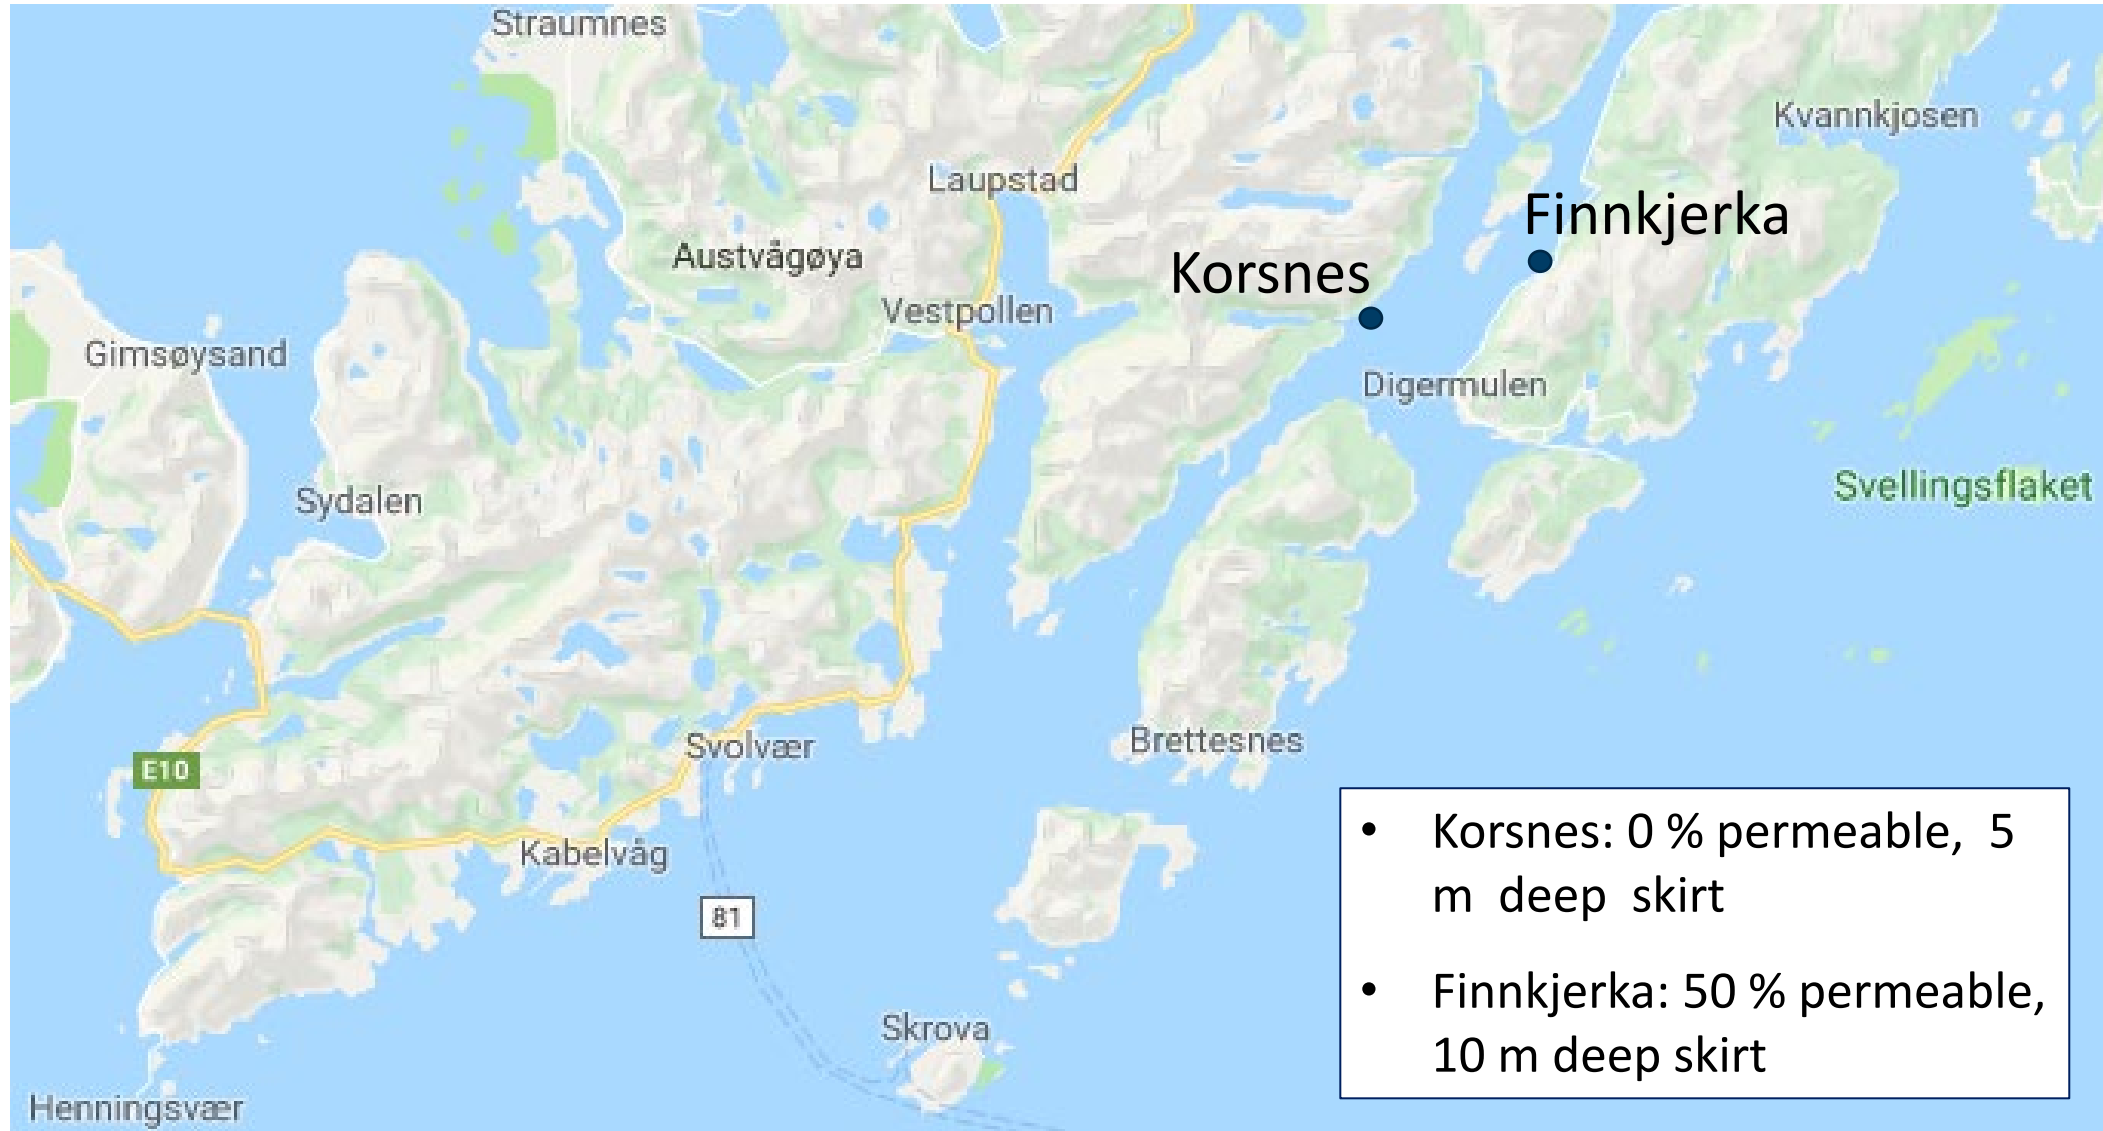 Straumnes
Kvannkjosen
Laupstad
Finnkjerka
Austvågøya
Korsnes
Vestpollen
Gimsøysand
Digermulen
Svellingsflaket
Sydalen
Brettesnes
Svolvær
E10
Kabelvåg
81
Skrova
Henningsvær
• Korsnes: 0 % permeable, 5
m deep skirt
• Finnkjerka: 50 % permeable,
10 m deep skirt